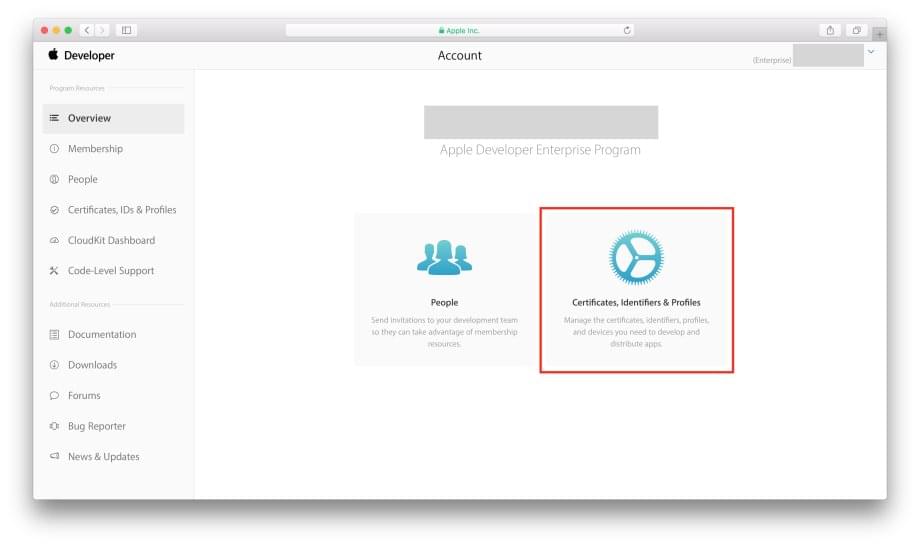 Apple Inc.
Developer
Account
(Enterprise)
Program Resources
Overview
Membership
People
Certificates, IDs & Profiles
CloudKit Dashboard
Code-Level Support
Additional Resources
Documentation
Downloads
Forums
Bug Reporter
News & Updates
Apple Developer Enterprise Program
People
Send invitations to your development team
so they can take advantage of membership
resources.
Certificates, Identifiers & Profiles
Manage the certificates, identifiers, profiles,
and devices you need to develop and
distribute apps.